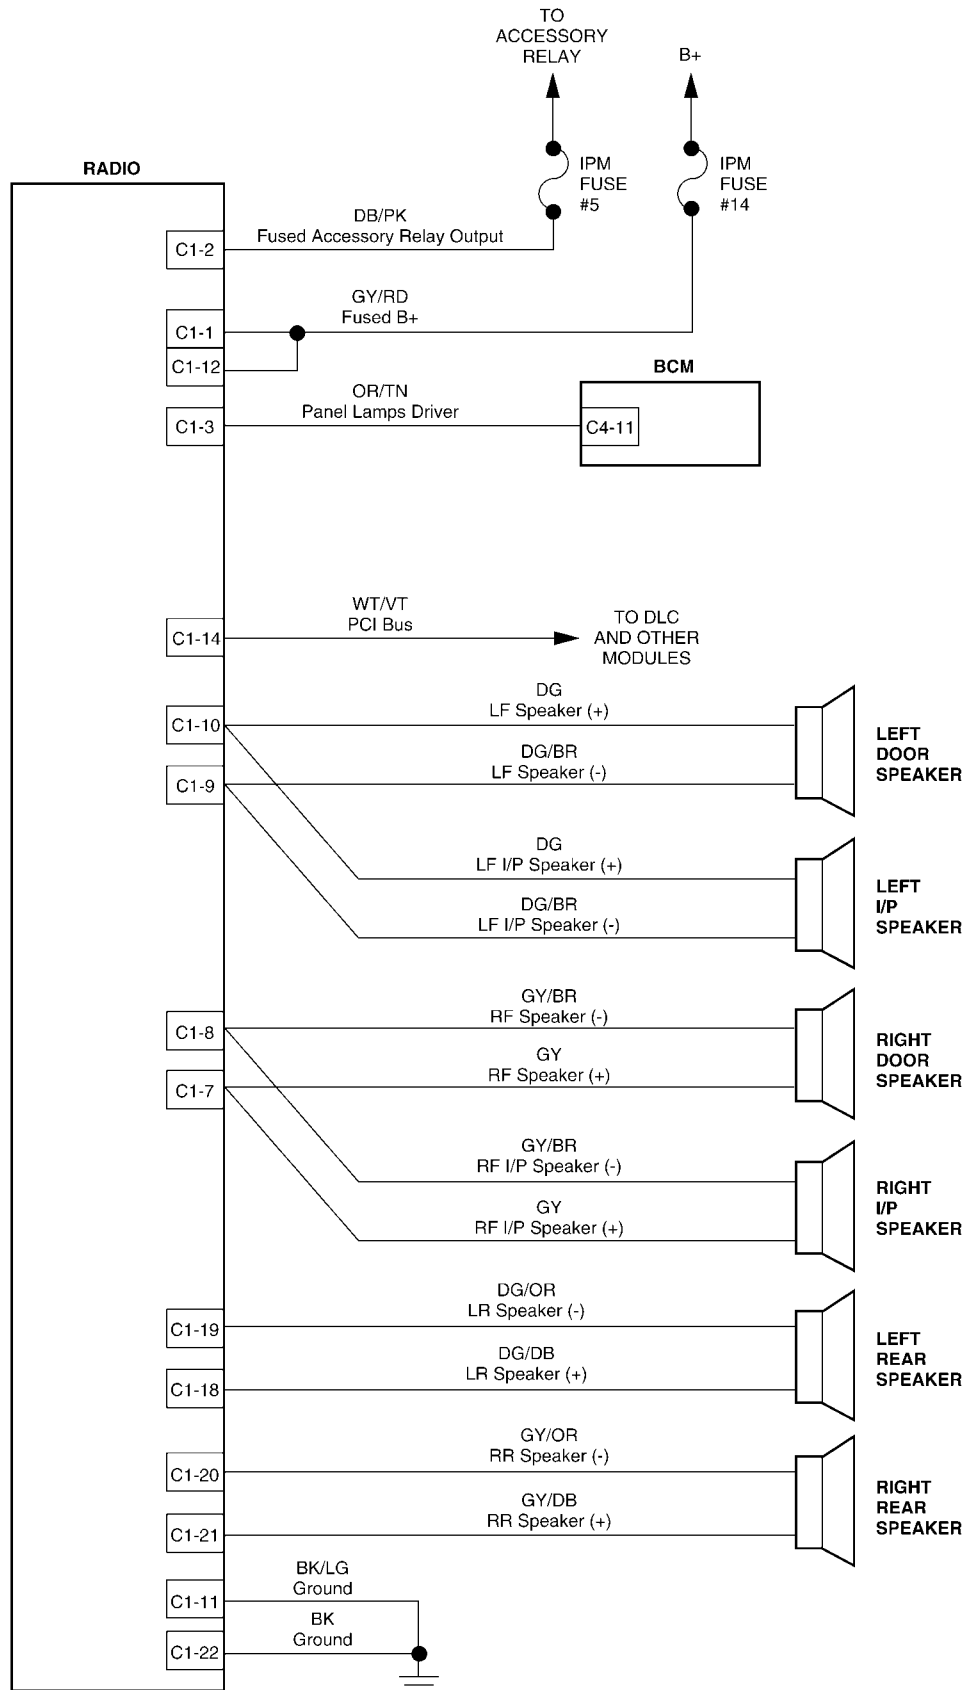 TO
ACCESSORY
RELAY
B+
RADIO
IPM
FUSE
#5
IPM
FUSE
#14
DB/PK
Fused Accessory Relay Output
C1-2
GY/RD
Fused B+
C1-1
C1-12
BCM
OR/TN
Panel Lamps Driver
C1-3
C4-11
WT/VT
PCI Bus
C1-14
TO DLC
AND OTHER
MODULES
DG
LF Speaker (+)
C1-10
DG/BR
LF Speaker (-)
C1-9
LEFT
DOOR
SPEAKER
DG
LF I/P Speaker (+)
DG/BR
LF I/P Speaker (-)
LEFT
I/P
SPEAKER
GY/BR
RF Speaker (-)
C1-8
GY
RF Speaker (+)
C1-7
RIGHT
DOOR
SPEAKER
GY/BR
RF I/P Speaker (-)
GY
RF I/P Speaker (+)
RIGHT
I/P
SPEAKER
DG/OR
LR Speaker (-)
C1-19
DG/DB
LR Speaker (+)
C1-18
LEFT
REAR
SPEAKER
GY/OR
RR Speaker (-)
C1-20
GY/DB
RR Speaker (+)
C1-21
RIGHT
REAR
SPEAKER
BK/LG
Ground
C1-11
BK
Ground
C1-22